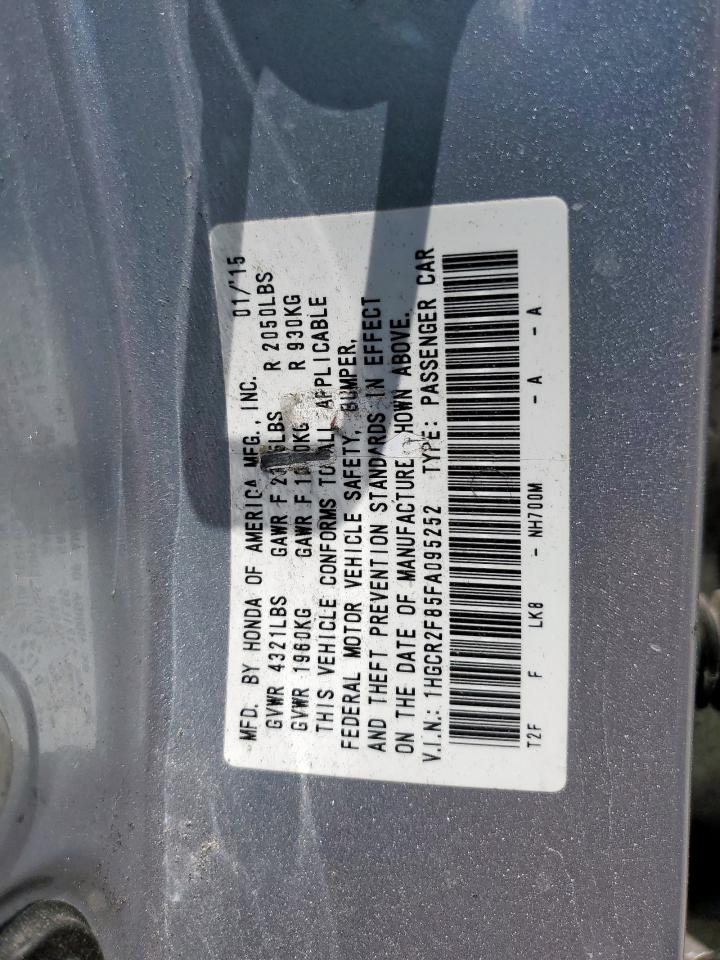 MFD. BY HONDA OF AMERICA MFG., INC. 01/'15
GVWR 4321LBS GAWR F LBS R 2050LBS
GVWR 1960KG GAWR F KG R 930KG
THIS VEHICLE CONFORMS TO ALL APPLICABLE
FEDERAL MOTOR VEHICLE SAFETY, BUMPER,
AND THEFT PREVENTION STANDARDS IN EFFECT
ON THE DATE OF MANUFACTURE SHOWN ABOVE.
V.I.N.: 1HGCR2F85FA095252 TYPE: PASSENGER CAR
T2F F LK8 - NH700M - A - A